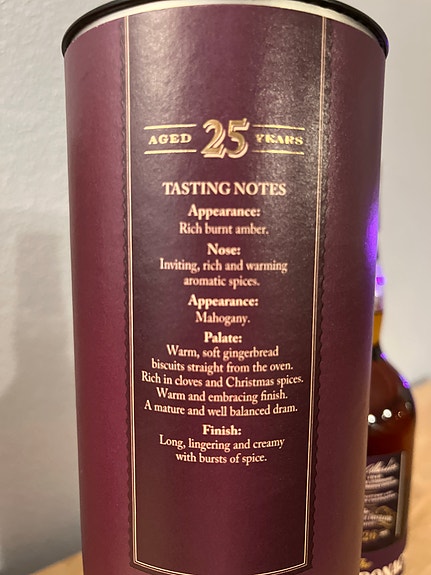 AGED 25 YEARS
TASTING NOTES
Appearance:
Rich burnt amber.
Nose:
Inviting, rich and warming
aromatic spices.
Appearance:
Mahogany.
Palate:
Warm, soft gingerbread
biscuits straight from the oven.
Rich in cloves and Christmas spices.
Warm and embracing finish.
A mature and well balanced dram.
Finish:
Long, lingering and creamy
with bursts of spice.